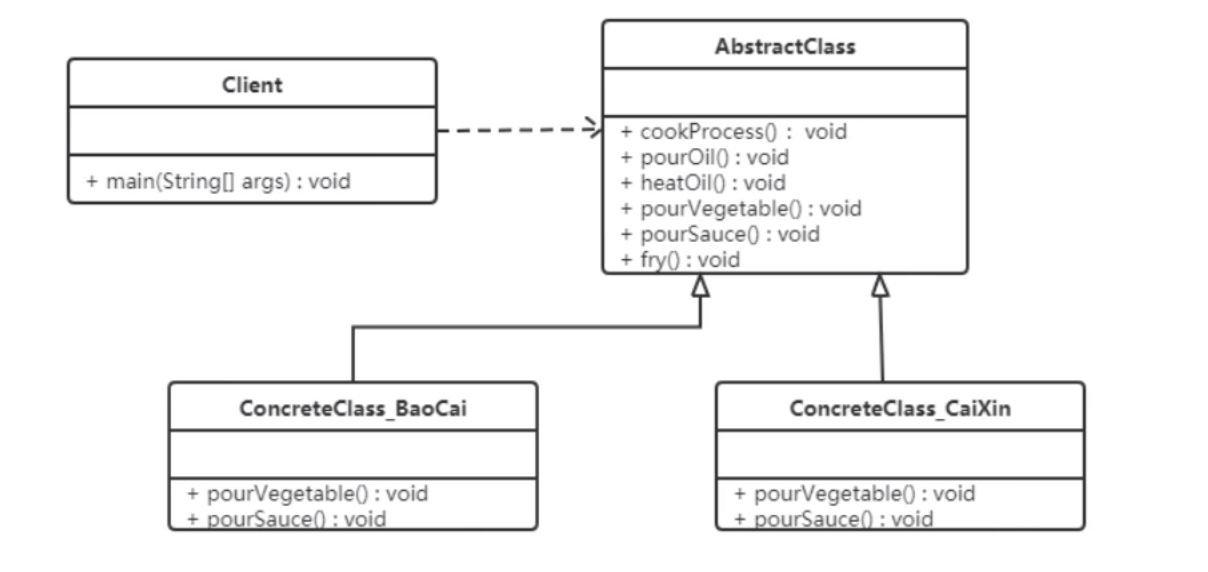 Client
+ main(String[] args) : void
AbstractClass
+ cookProcess() : void
+ pourOil() : void
+ heatOil() : void
+ pourVegetable() : void
+ pourSauce() : void
+ fry() : void
ConcreteClass_BaoCai
+ pourVegetable() : void
+ pourSauce() : void
ConcreteClass_CaiXin
+ pourVegetable() : void
+ pourSauce() : void